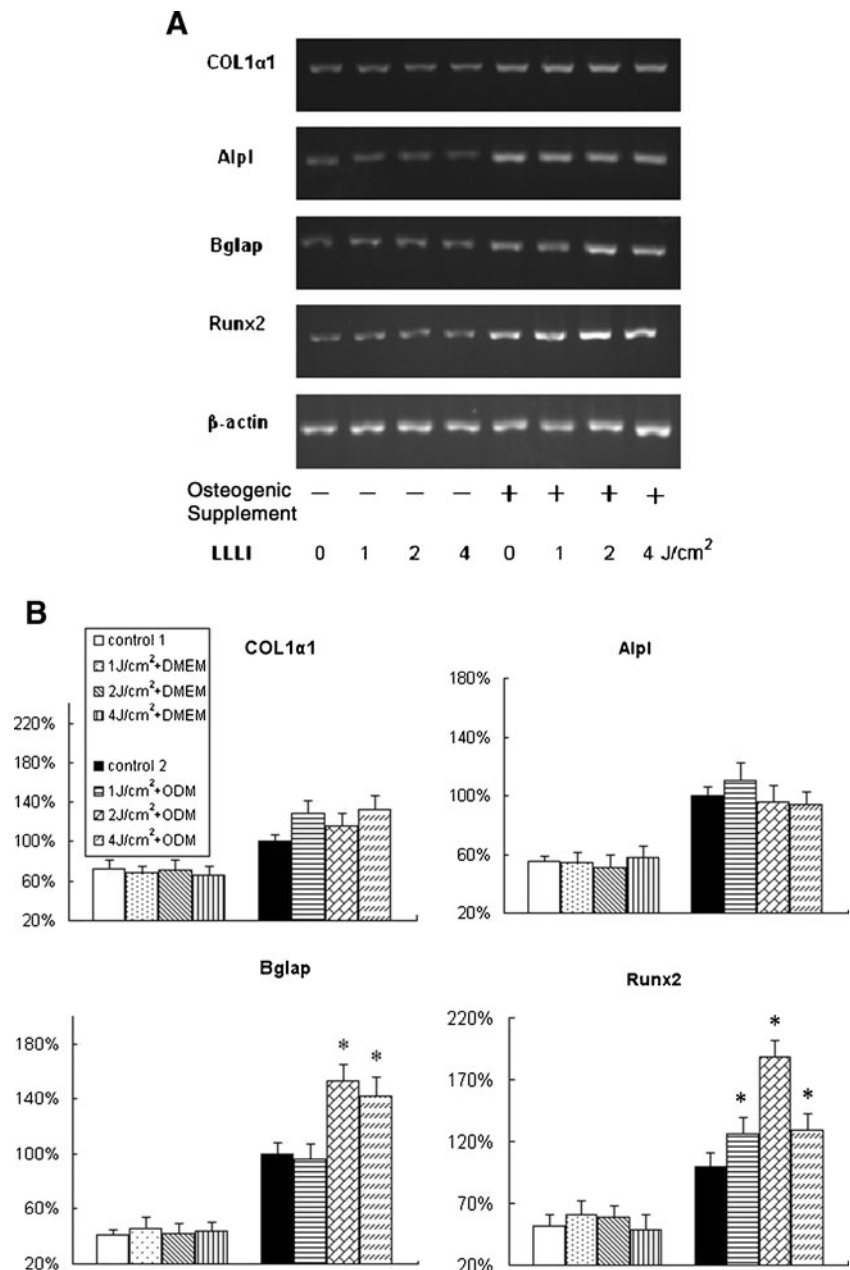 A
COL1α1
Alpl
Bglap
Runx2
β-actin
Osteogenic
Supplement
− − − − + + + +
LLLI 0 1 2 4 0 1 2 4 J/cm²
B
control 1
1J/cm²+DMEM
2J/cm²+DMEM
4J/cm²+DMEM
control 2
1J/cm²+ODM
2J/cm²+ODM
4J/cm²+ODM
COL1α1
220%
180%
140%
100%
60%
20%
Alpl
180%
140%
100%
60%
20%
Bglap
180%
140%
100%
60%
20%
* *
Runx2
220%
170%
120%
70%
20%
* * *